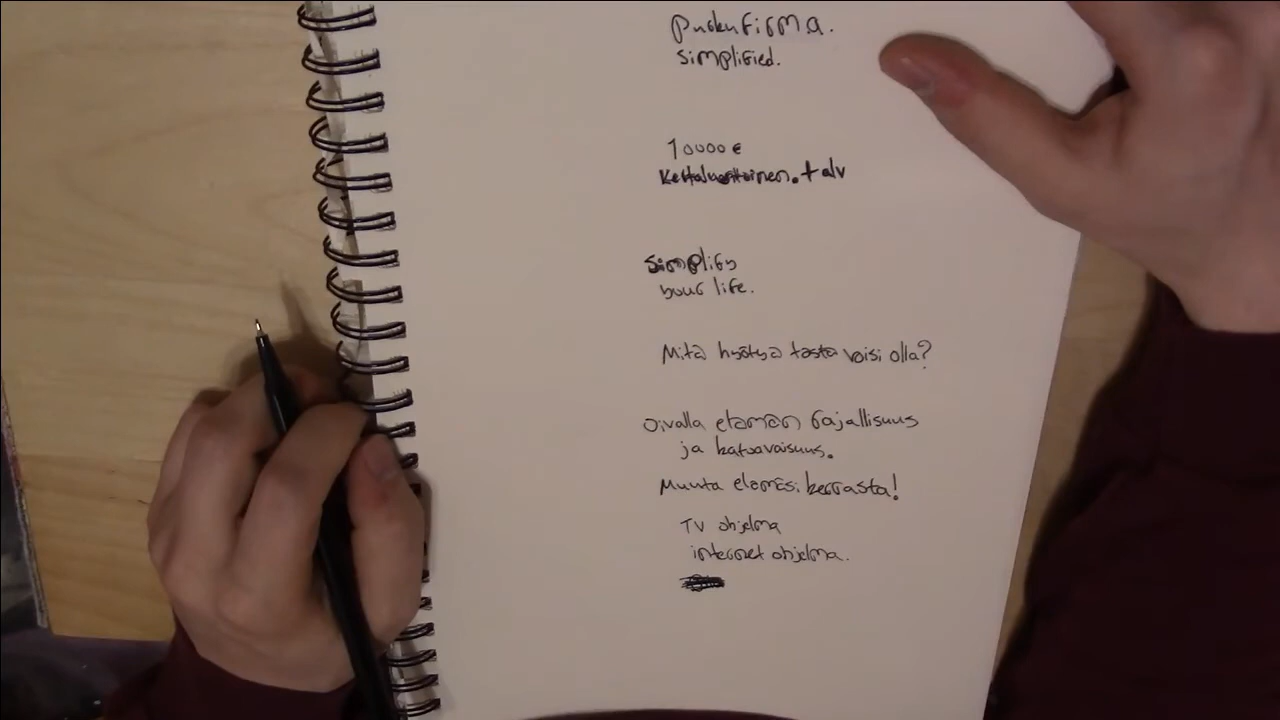 Purkufirma.
simplified.
10000€
Kertaluontoinen. + alv
simplify
your life.
Mitä hyötyä tästä voisi olla?
Oivalla elämän rajallisuus
ja katoavaisuus.
Muuta elämäsi kerrasta!
TV ohjelma
internet ohjelma.